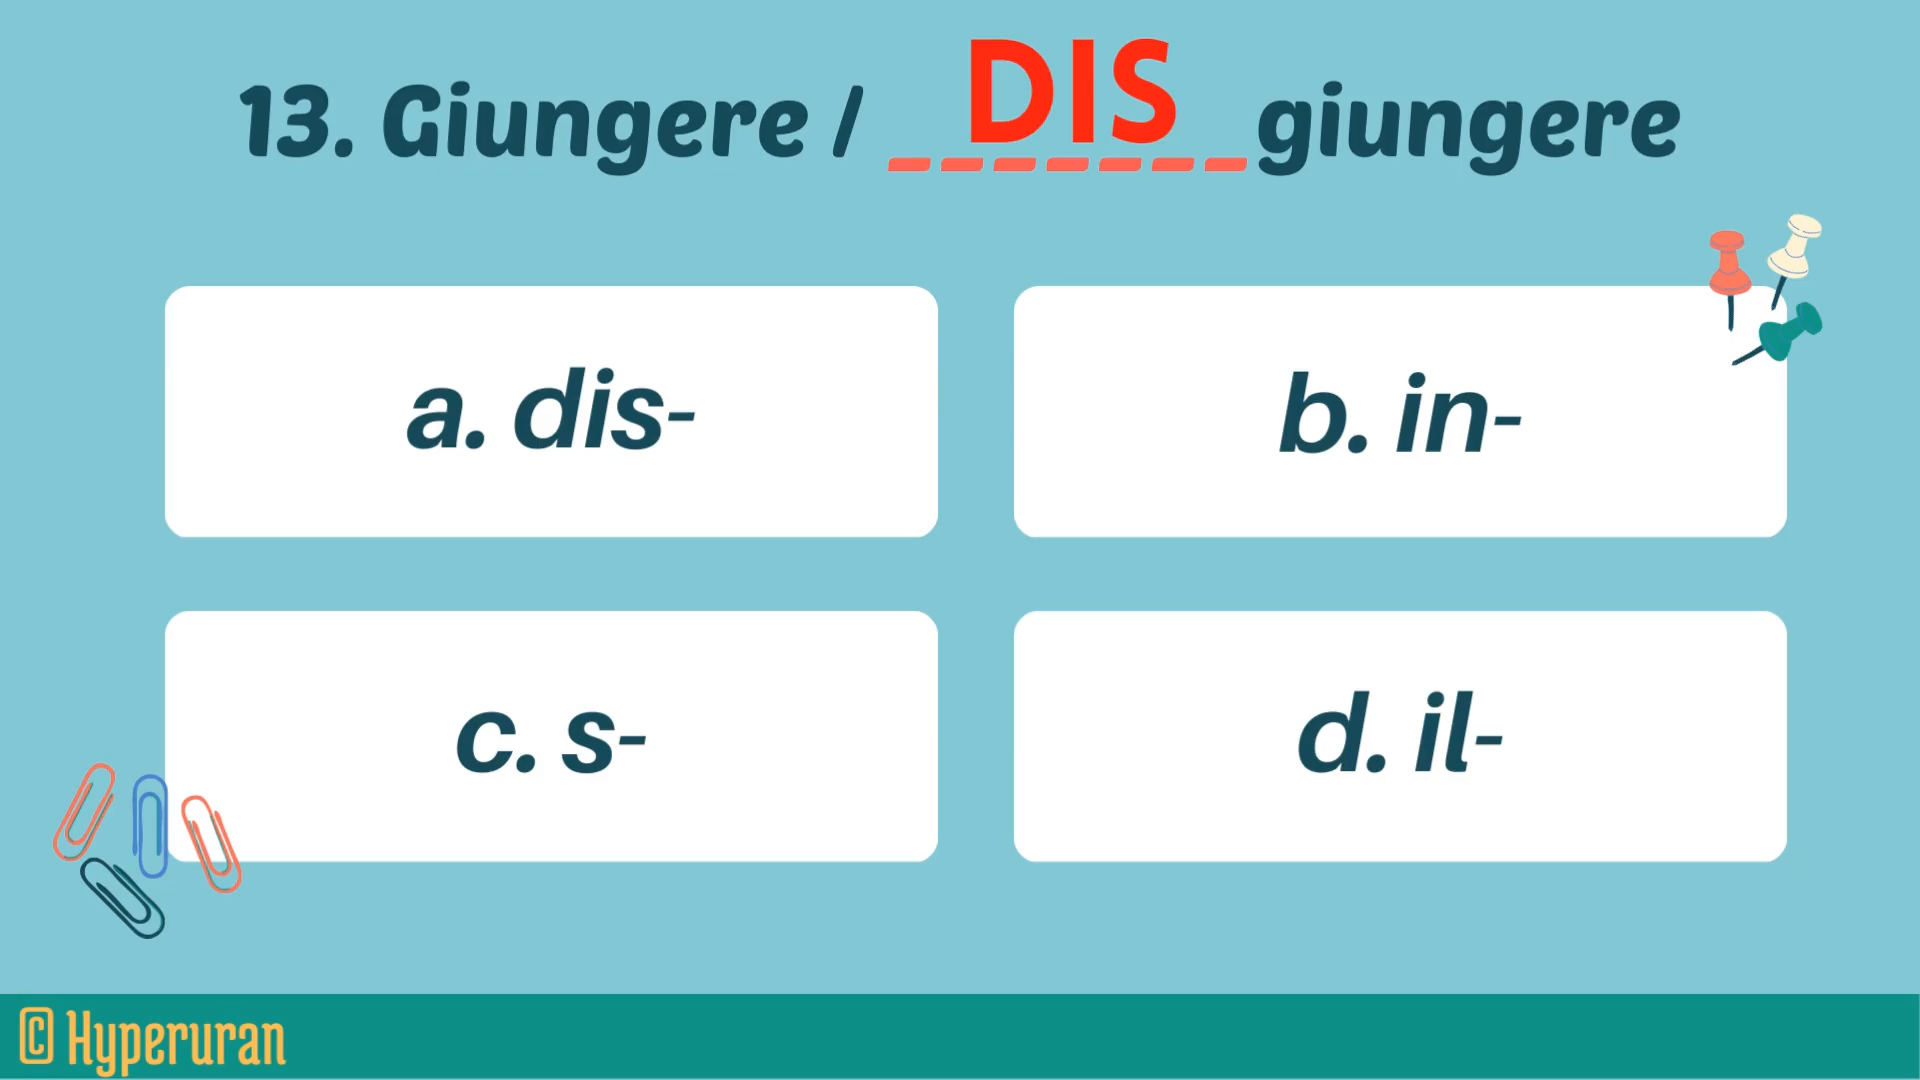 13. Giungere / DIS giungere
a. dis-
b. in-
c. s-
d. il-
© Hyperuran